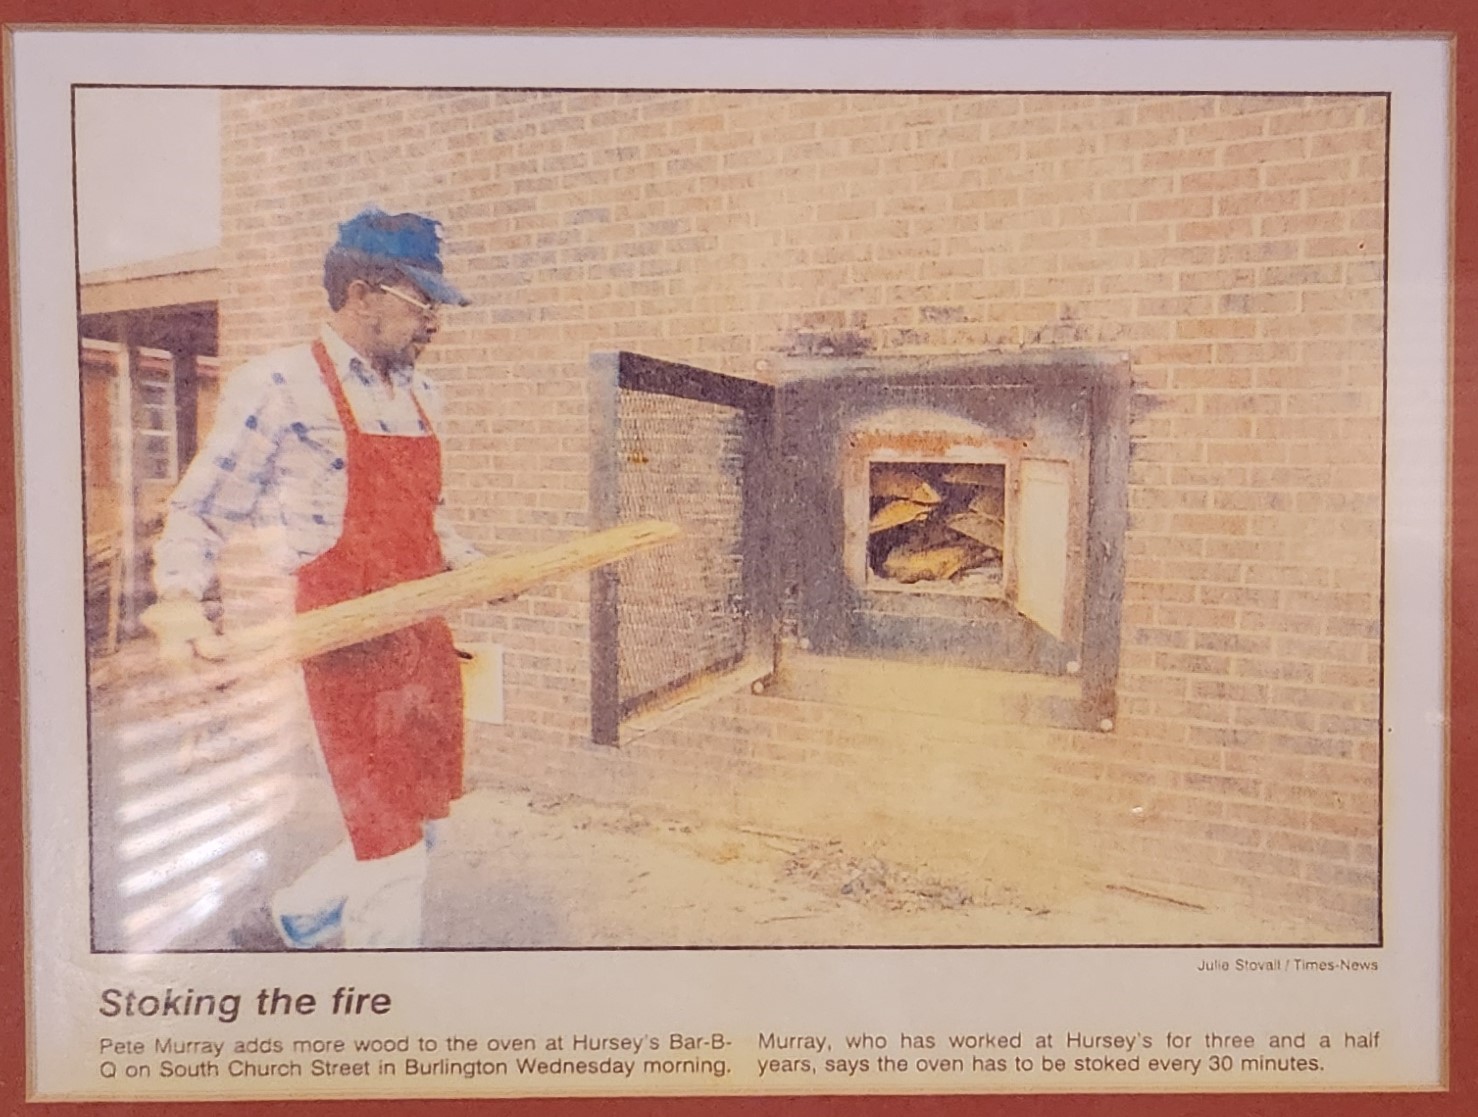 Julie Stovall / Times-News
Stoking the fire
Pete Murray adds more wood to the oven at Hursey's Bar-B-
Q on South Church Street in Burlington Wednesday morning.
Murray, who has worked at Hursey's for three and a half
years, says the oven has to be stoked every 30 minutes.